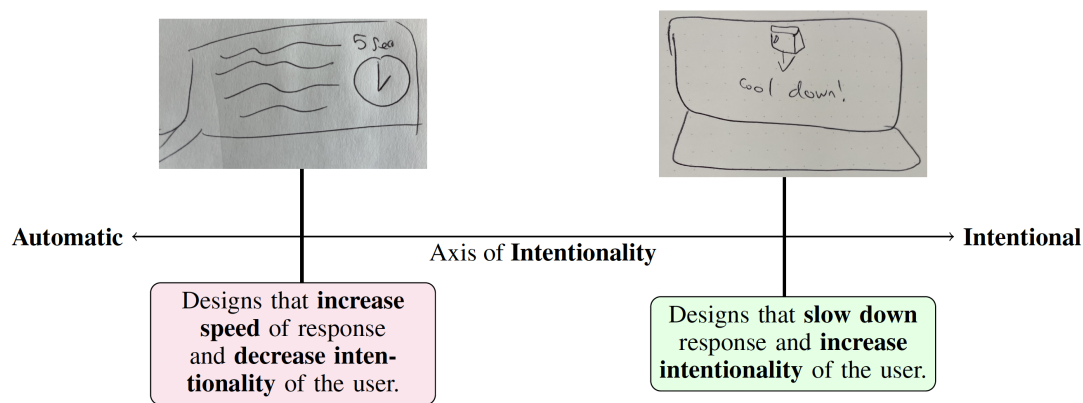 5 Sec
cool down!
Automatic
Axis of Intentionality
Intentional
Designs that increase
speed of response
and decrease inten-
tionality of the user.
Designs that slow down
response and increase
intentionality of the user.